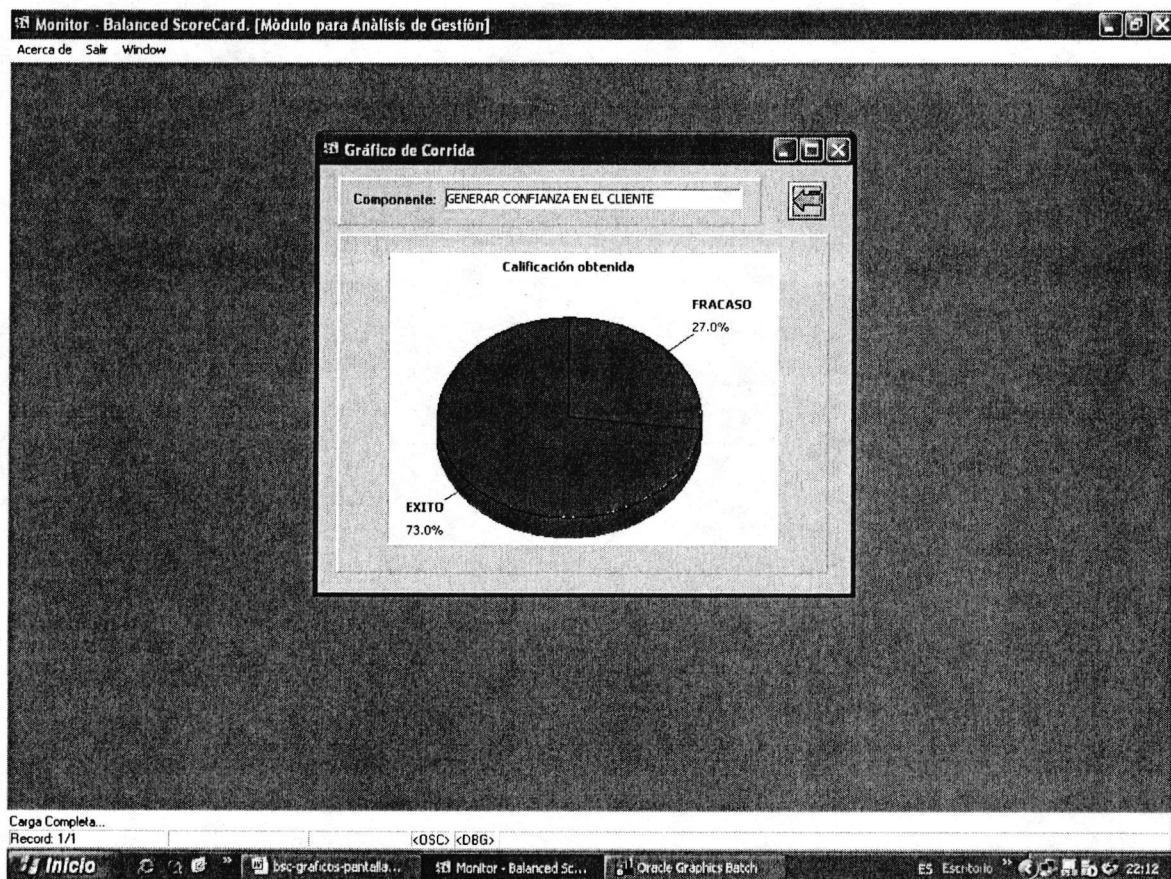 Monitor - Balanced ScoreCard. [Módulo para Análisis de Gestión]
Acerca de Salir Window
Gráfico de Corrida
Componente: GENERAR CONFIANZA EN EL CLIENTE
Calificación obtenida
FRACASO
27.0%
EXITO
73.0%
Carga Completa...
Record: 1/1 <OSC> <DBG>
Inicio » bsc-graficos-pantalla... Monitor - Balanced Sc... Oracle Graphics Batch ES Escritorio » 22:12